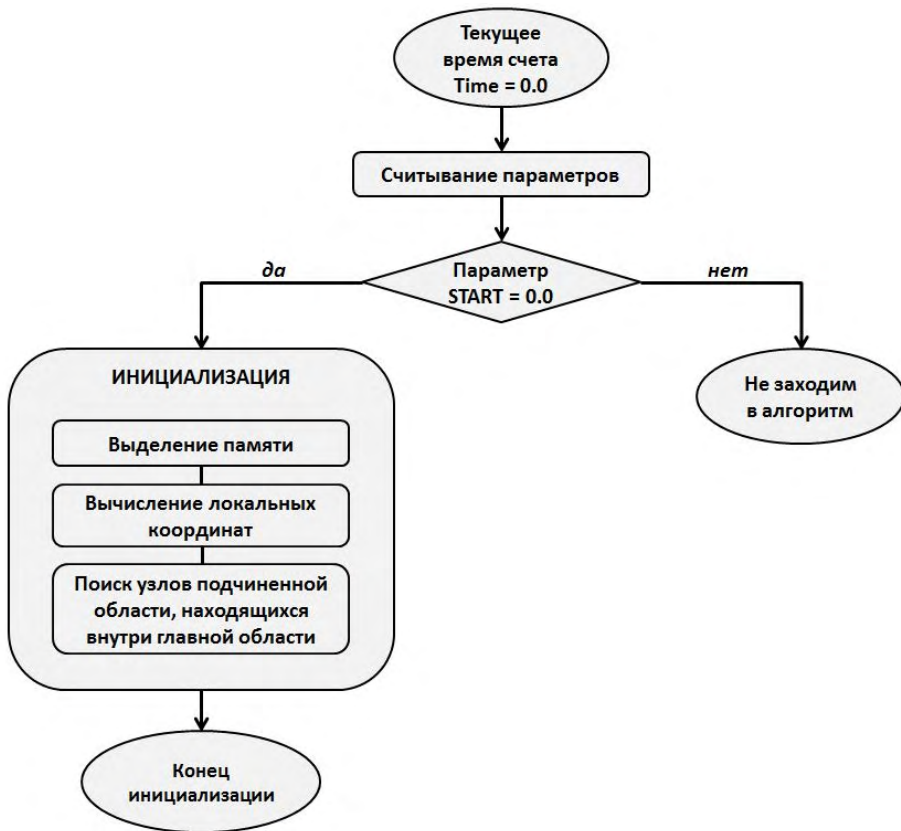 Текущее
время счета
Time = 0.0
Считывание параметров
да
Параметр
START = 0.0
нет
ИНИЦИАЛИЗАЦИЯ
Выделение памяти
Вычисление локальных
координат
Поиск узлов подчиненной
области, находящихся
внутри главной области
Не заходим
в алгоритм
Конец
инициализации